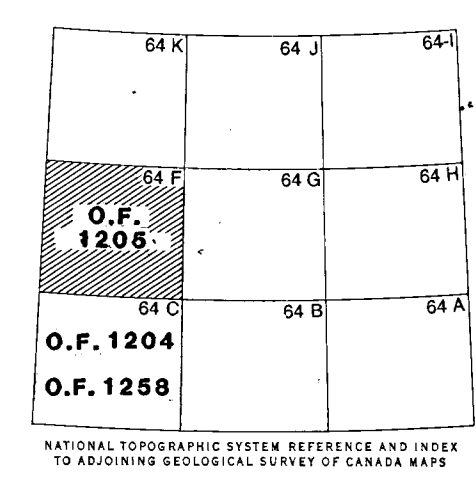 64 K 64 J 64-I
64 F 64 G 64 H
O.F.
1205
64 C 64 B 64 A
O.F. 1204
O.F. 1258
NATIONAL TOPOGRAPHIC SYSTEM REFERENCE AND INDEX
TO ADJOINING GEOLOGICAL SURVEY OF CANADA MAPS